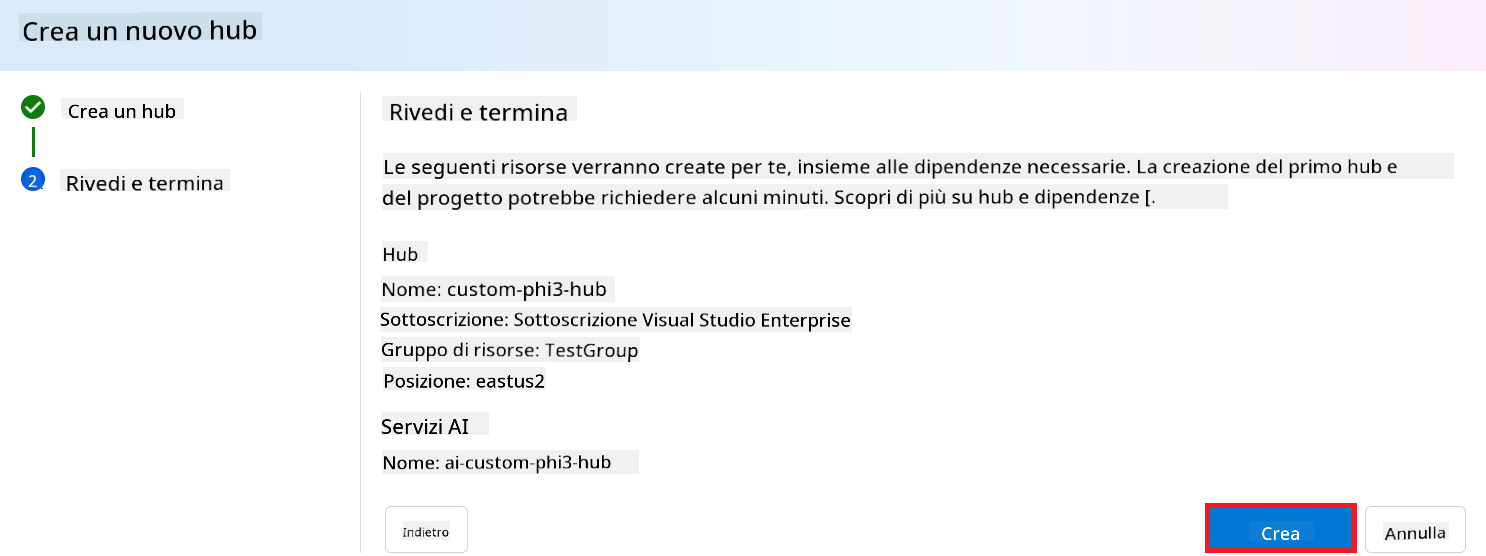 Crea un nuovo hub
Crea un hub
2
Rivedi e termina
Rivedi e termina
Le seguenti risorse verranno create per te, insieme alle dipendenze necessarie. La creazione del primo hub e
del progetto potrebbe richiedere alcuni minuti. Scopri di più su hub e dipendenze [.
Hub
Nome: custom-phi3-hub
Sottoscrizione: Sottoscrizione Visual Studio Enterprise
Gruppo di risorse: TestGroup
Posizione: eastus2
Servizi AI
Nome: ai-custom-phi3-hub
Indietro
Crea
Annulla